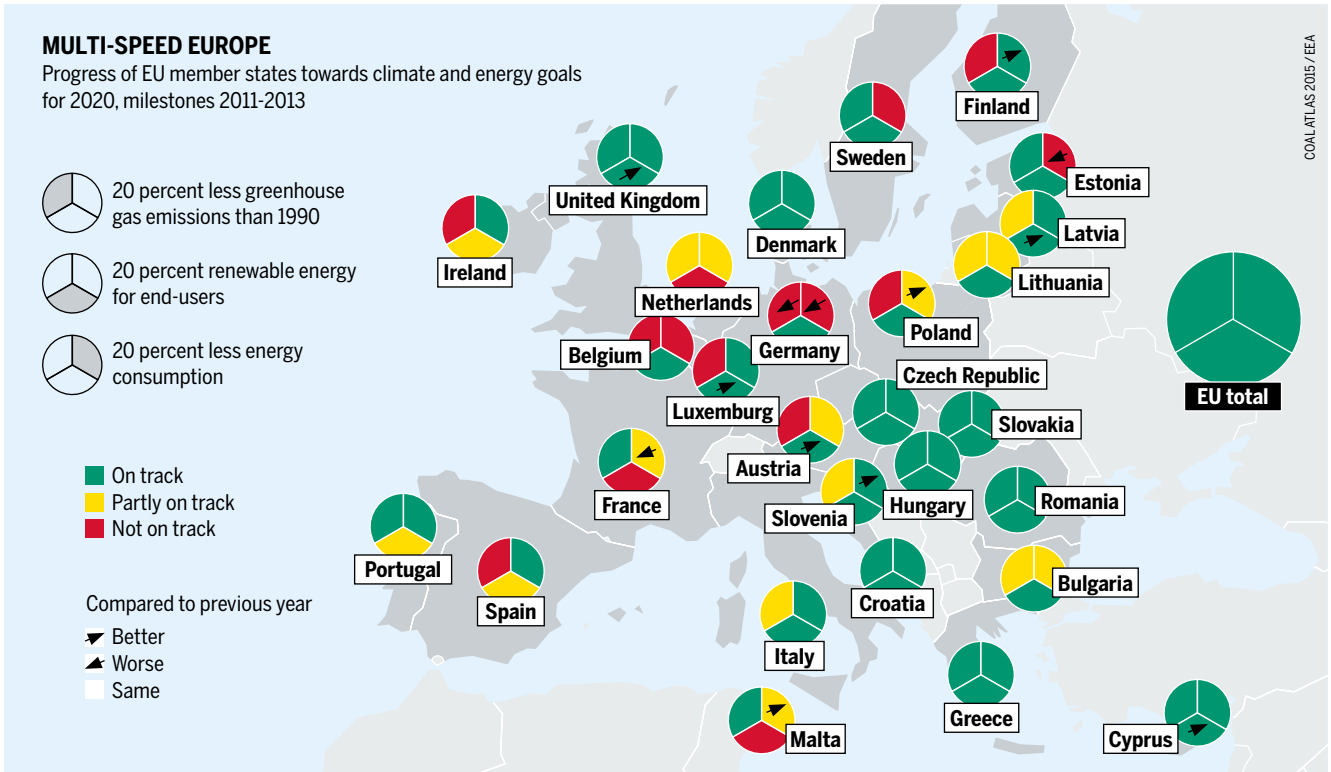 MULTI-SPEED EUROPE
Progress of EU member states towards climate and energy goals
for 2020, milestones 2011-2013
20 percent less greenhouse
gas emissions than 1990
20 percent renewable energy
for end-users
20 percent less energy
consumption
On track
Partly on track
Not on track
Compared to previous year
Better
Worse
Same
Finland
Sweden
Estonia
United Kingdom
Latvia
Denmark
Ireland
Lithuania
Netherlands
Poland
Germany
Belgium
Czech Republic
Luxemburg
Slovakia
Austria
France
Hungary
Romania
Slovenia
Portugal
Bulgaria
Spain
Croatia
Italy
Greece
Malta
Cyprus
EU total
COAL ATLAS 2015 / EEA